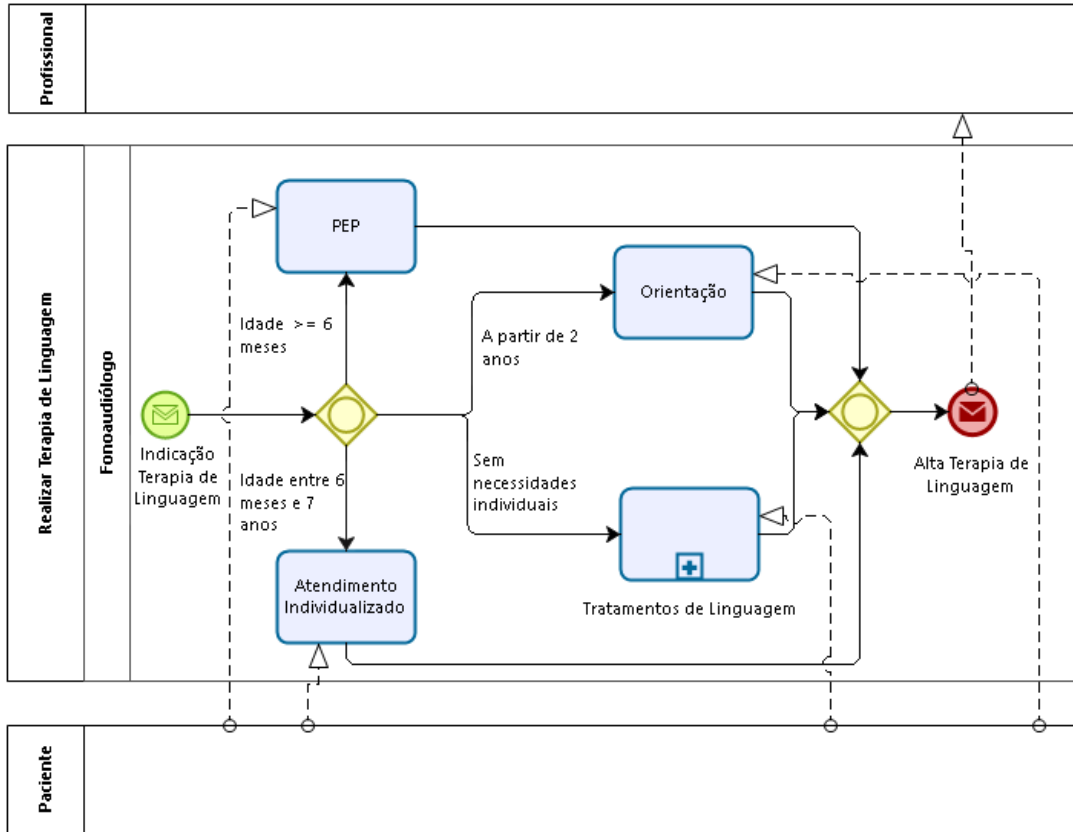 Profissional
Realizar Terapia de Linguagem
Fonoaudiólogo
PEP
Idade >= 6
meses
Orientação
A partir de 2
anos
Indicação
Terapia de
Linguagem
Idade entre 6
meses e 7
anos
Sem
necessidades
individuais
Alta Terapia de
Linguagem
Atendimento
Individualizado
Tratamentos de Linguagem
Paciente